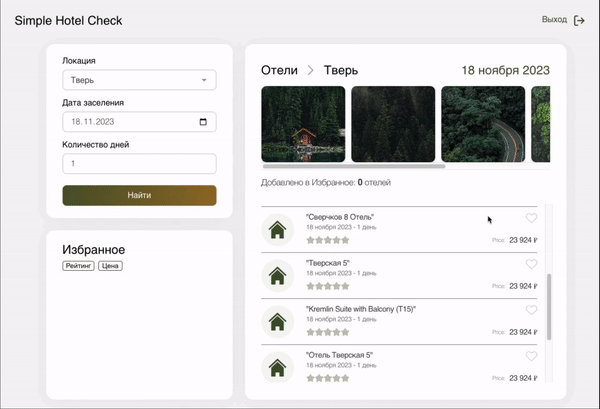 Simple Hotel Check
Выход
Локация
Тверь
Дата заселения
18.11.2023
Количество дней
1
Найти
Избранное
Рейтинг Цена
Отели Тверь 18 ноября 2023
Добавлено в Избранное: 0 отелей
"Сверчков 8 Отель"
18 ноября 2023 - 1 день
Price: 23 924 ₽
"Тверская 5"
18 ноября 2023 - 1 день
Price: 23 924 ₽
"Kremlin Suite with Balcony (T15)"
18 ноября 2023 - 1 день
Price: 23 924 ₽
"Отель Тверская 5"
18 ноября 2023 - 1 день
Price: 23 924 ₽